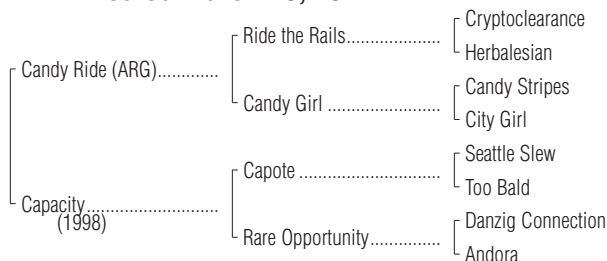 Cryptoclearance
Ride the Rails....................
Herbalesian
Candy Ride (ARG).............
Candy Stripes
Candy Girl ..........................
City Girl
Seattle Slew
Capote ................................
Too Bald
Capacity............................
(1998)
Danzig Connection
Rare Opportunity...............
Andora